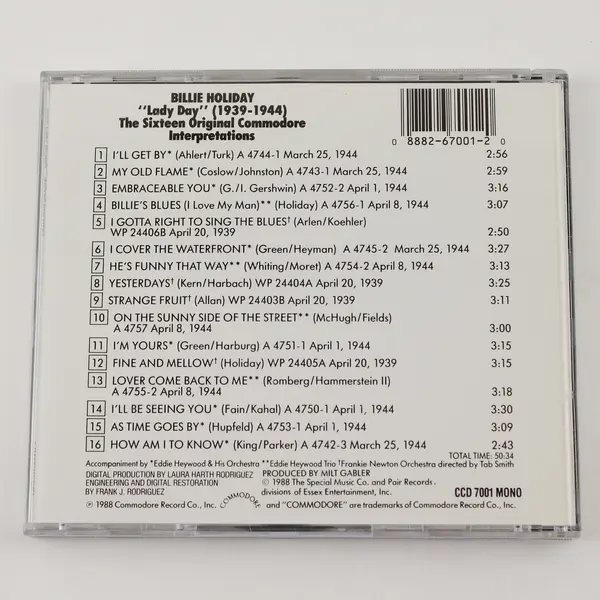 BILLIE HOLIDAY
"Lady Day" (1939-1944)
The Sixteen Original Commodore
Interpretations
0 8882-67001-2 0
1 I'LL GET BY* (Ahlert/Turk) A 4744-1 March 25, 1944 2:56
2 MY OLD FLAME* (Coslow/Johnston) A 4743-1 March 25, 1944 2:59
3 EMBRACEABLE YOU* (G./I. Gershwin) A 4752-2 April 1, 1944 3:16
4 BILLIE'S BLUES (I Love My Man)** (Holiday) A 4756-1 April 8, 1944 3:07
5 I GOTTA RIGHT TO SING THE BLUES† (Arlen/Koehler)
WP 24406B April 20, 1939 2:50
6 I COVER THE WATERFRONT* (Green/Heyman) A 4745-2 March 25, 1944 3:27
7 HE'S FUNNY THAT WAY** (Whiting/Moret) A 4754-2 April 8, 1944 3:13
8 YESTERDAYS† (Kern/Harbach) WP 24404A April 20, 1939 3:25
9 STRANGE FRUIT† (Allan) WP 24403B April 20, 1939 3:11
10 ON THE SUNNY SIDE OF THE STREET** (McHugh/Fields)
A 4757 April 8, 1944 3:00
11 I'M YOURS* (Green/Harburg) A 4751-1 April 1, 1944 3:15
12 FINE AND MELLOW† (Holiday) WP 24405A April 20, 1939 3:15
13 LOVER COME BACK TO ME** (Romberg/Hammerstein II)
A 4755-2 April 8, 1944 3:18
14 I'LL BE SEEING YOU* (Fain/Kahal) A 4750-1 April 1, 1944 3:30
15 AS TIME GOES BY* (Hupfeld) A 4753-1 April 1, 1944 3:09
16 HOW AM I TO KNOW* (King/Parker) A 4742-3 March 25, 1944 2:43
TOTAL TIME: 50:34
Accompaniment by *Eddie Heywood & His Orchestra **Eddie Heywood Trio †Frankie Newton Orchestra directed by Tab Smith
DIGITAL PRODUCTION BY LAURA HARTH RODRIGUEZ
ENGINEERING AND DIGITAL RESTORATION
BY FRANK J. RODRIGUEZ
℗ 1988 Commodore Record Co., Inc.
COMMODORE
PRODUCED BY MILT GABLER
© 1988 The Special Music Co. and Pair Records,
divisions of Essex Entertainment, Inc.
and "COMMODORE" are trademarks of Commodore Record Co., Inc.
CCD 7001 MONO